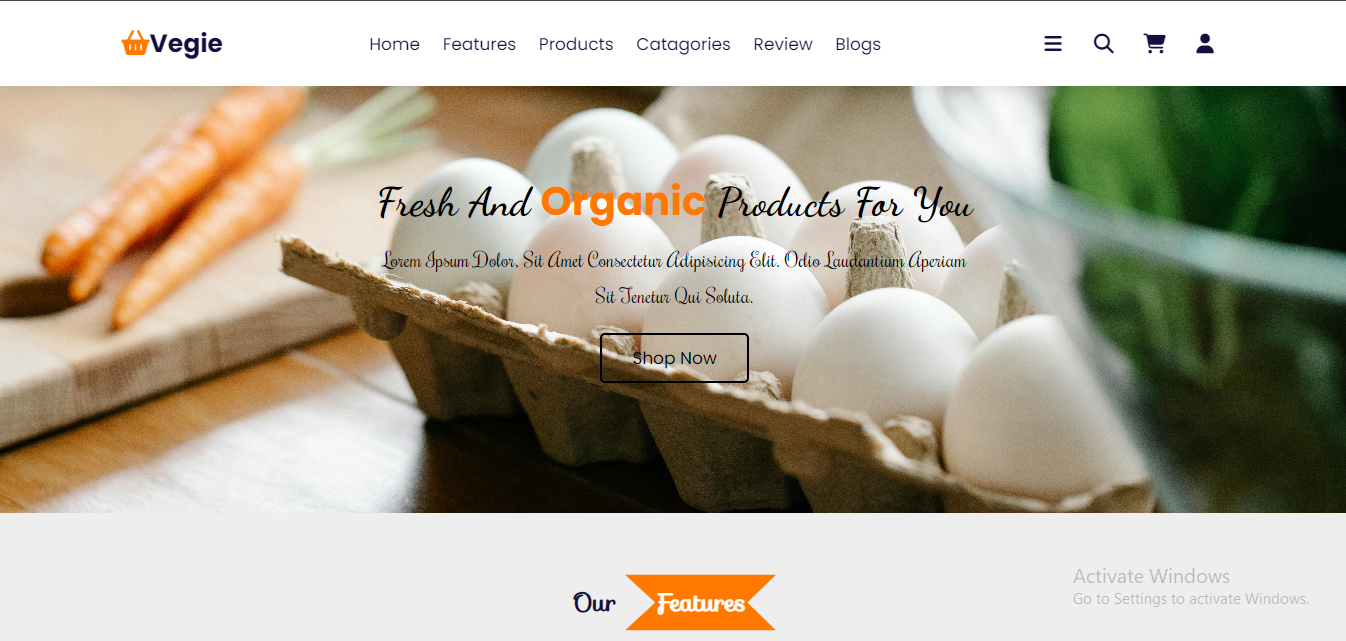 Vegie
Home Features Products Catagories Review Blogs
Fresh And Organic Products For You
Lorem Ipsum Dolor, Sit Amet Consectetur Adipisicing Elit. Odio Laudantium Aperiam
Sit Tenetur Qui Soluta.
Shop Now
Our Features
Activate Windows
Go to Settings to activate Windows.